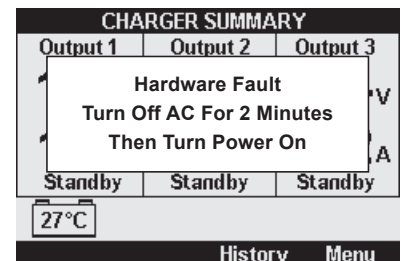 CHARGER SUMMARY
Output 1 Output 2 Output 3
Hardware Fault
Turn Off AC For 2 Minutes
Then Turn Power On
V
A
Standby Standby Standby
27°C
History Menu